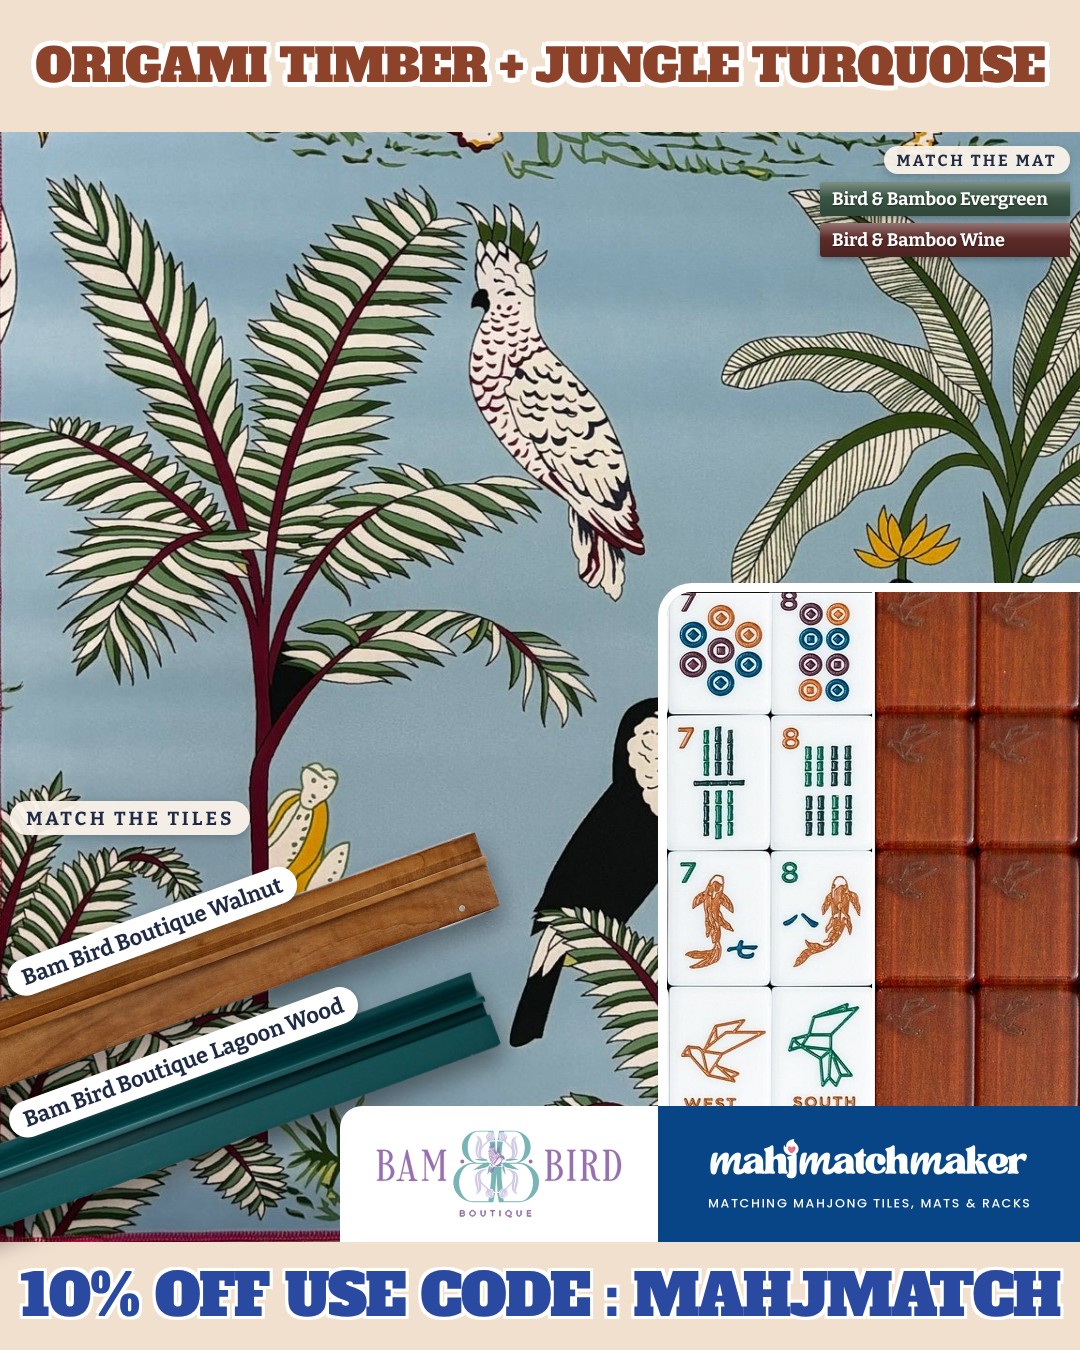 ORIGAMI TIMBER + JUNGLE TURQUOISE
MATCH THE MAT
Bird & Bamboo Evergreen
Bird & Bamboo Wine
7 8
7 8
7 8
七 八
WEST SOUTH
MATCH THE TILES
Bam Bird Boutique Walnut
Bam Bird Boutique Lagoon Wood
BAM BIRD
BOUTIQUE
mahjmatchmaker
MATCHING MAHJONG TILES, MATS & RACKS
10% OFF USE CODE : MAHJMATCH